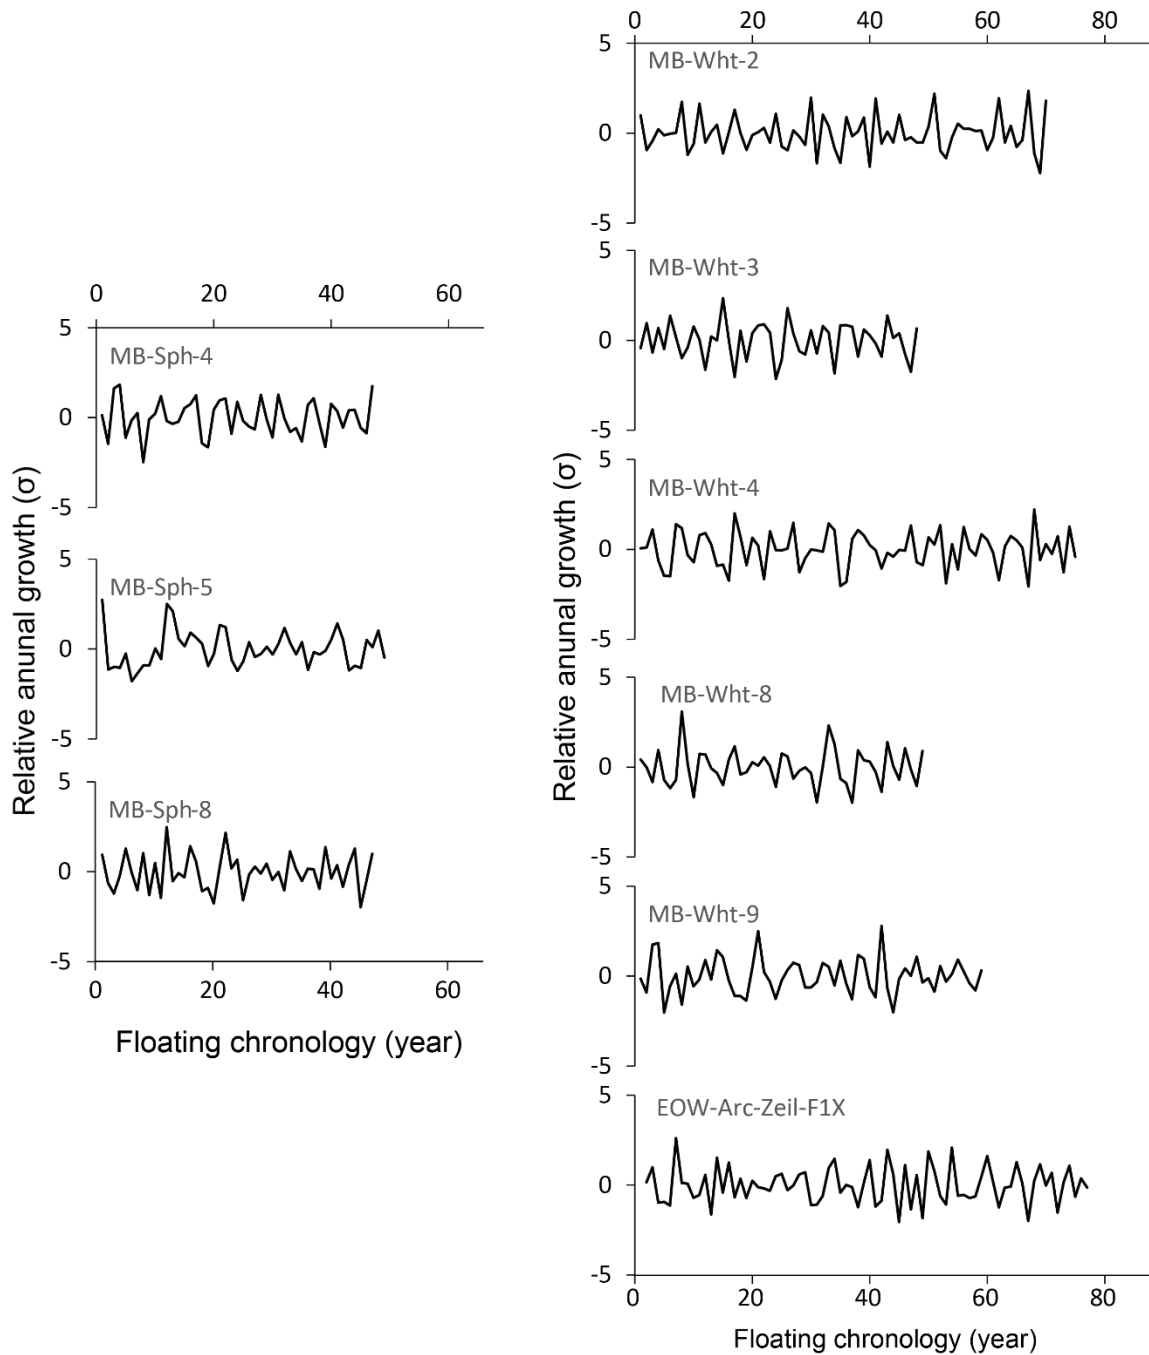 0 20 40 60
5
MB-Sph-4
0
-5
5
MB-Sph-5
0
-5
5
MB-Sph-8
0
-5
0 20 40 60
Floating chronology (year)
Relative anunal growth (σ)
0 20 40 60 80
5
MB-Wht-2
0
-5
5
MB-Wht-3
0
-5
5
MB-Wht-4
0
-5
5
MB-Wht-8
0
-5
5
MB-Wht-9
0
-5
5
EOW-Arc-Zeil-F1X
0
-5
0 20 40 60 80
Floating chronology (year)
Relative anunal growth (σ)